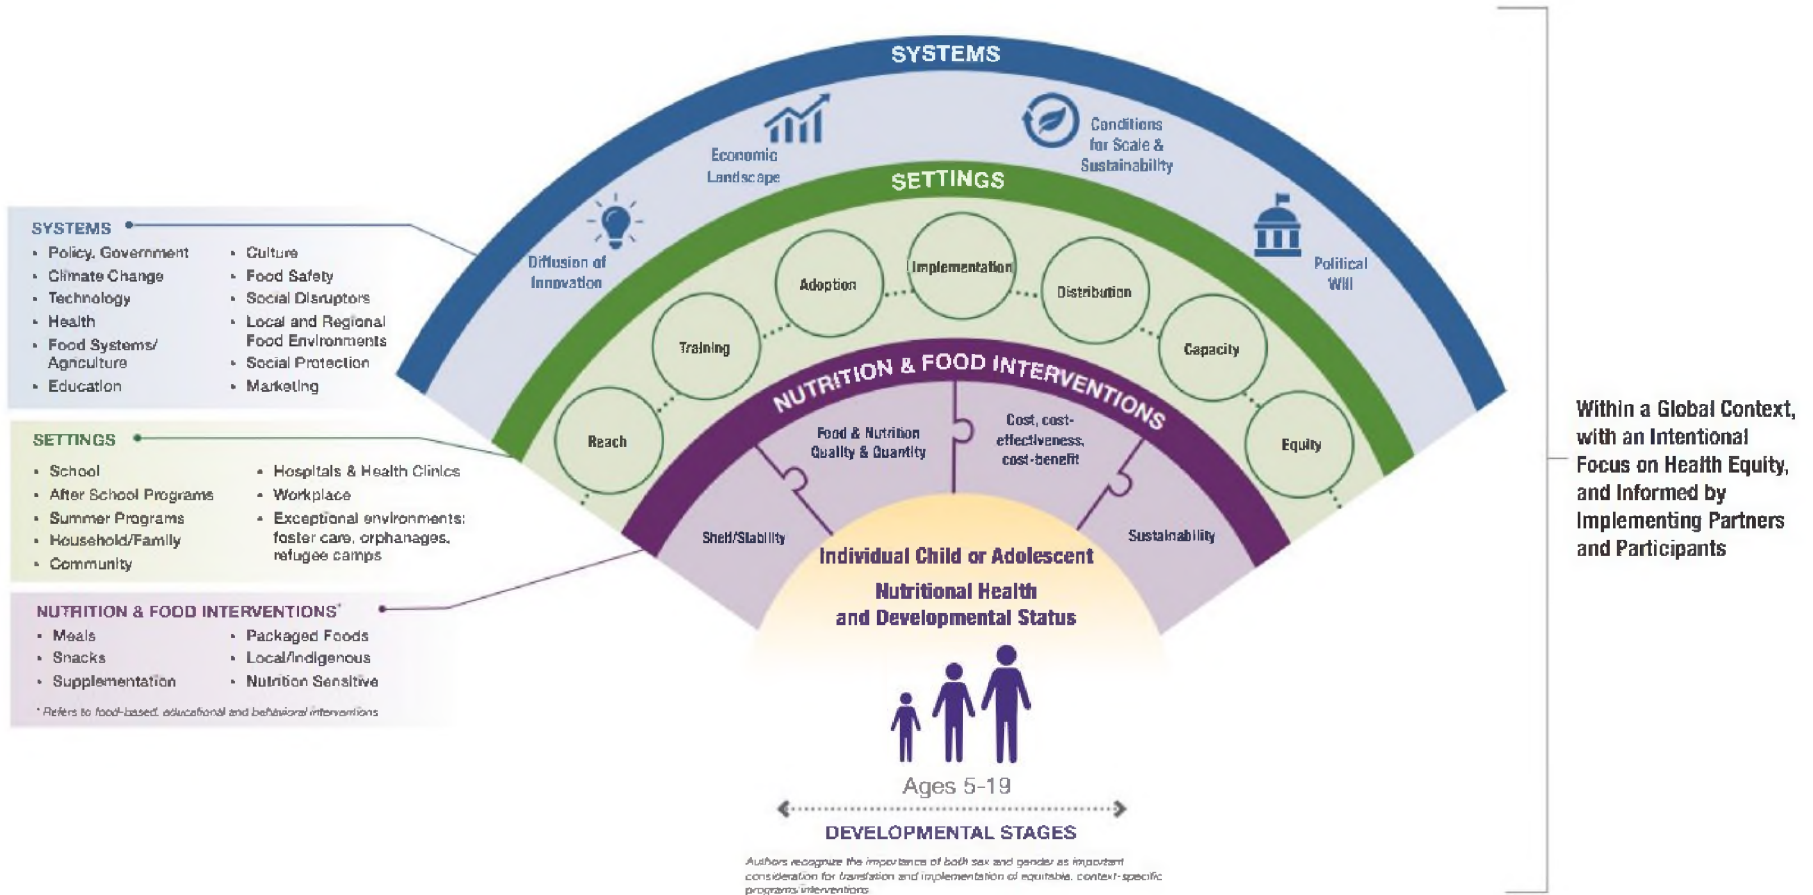 SYSTEMS
Economic
Landscape
Conditions
for Scale &
Sustainability
Diffusion of
Innovation
Political
Will
SETTINGS
Reach
Training
Adoption
Implementation
Distribution
Capacity
Equity
NUTRITION & FOOD INTERVENTIONS
Shelf/Stability
Food & Nutrition
Quality & Quantity
Cost, cost-
effectiveness,
cost-benefit
Sustainability
Individual Child or Adolescent
Nutritional Health
and Developmental Status
Ages 5-19
DEVELOPMENTAL STAGES
Authors recognize the importance of both sex and gender as important
consideration for translation and implementation of equitable, context-specific
programs/interventions
SYSTEMS
• Policy, Government
• Climate Change
• Technology
• Health
• Food Systems/
Agriculture
• Education
• Culture
• Food Safety
• Social Disruptors
• Local and Regional
Food Environments
• Social Protection
• Marketing
SETTINGS
• School
• After School Programs
• Summer Programs
• Household/Family
• Community
• Hospitals & Health Clinics
• Workplace
• Exceptional environments:
foster care, orphanages,
refugee camps
NUTRITION & FOOD INTERVENTIONS*
• Meals
• Snacks
• Supplementation
• Packaged Foods
• Local/Indigenous
• Nutrition Sensitive
* Refers to food-based, educational and behavioral interventions
Within a Global Context,
with an Intentional
Focus on Health Equity,
and Informed by
Implementing Partners
and Participants